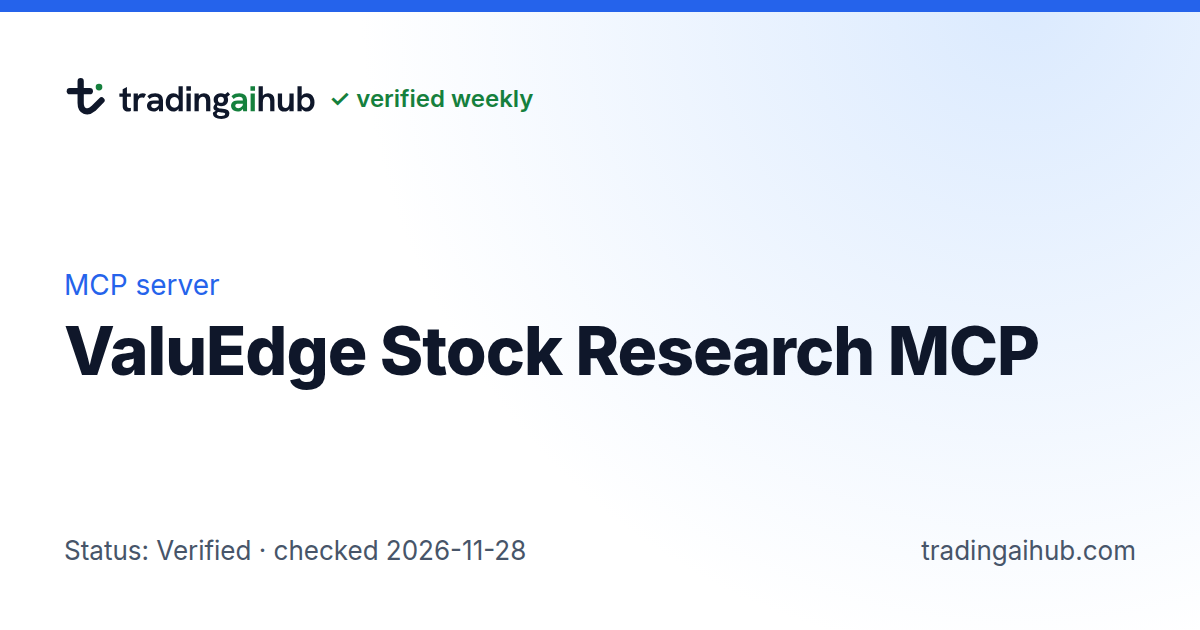 tradingaihub ✓ verified weekly
MCP server
ValuEdge Stock Research MCP
Status: Verified · checked 2026-11-28
tradingaihub.com